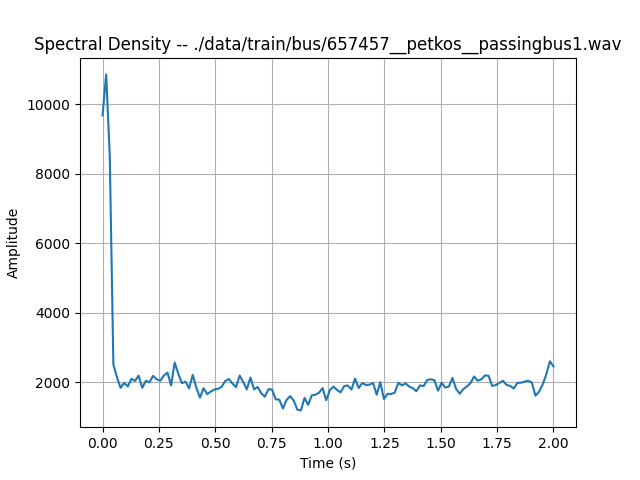 Spectral Density -- ./data/train/bus/657457__petkos__passingbus1.wav
10000
8000
6000
4000
2000
Amplitude
0.00 0.25 0.50 0.75 1.00 1.25 1.50 1.75 2.00
Time (s)